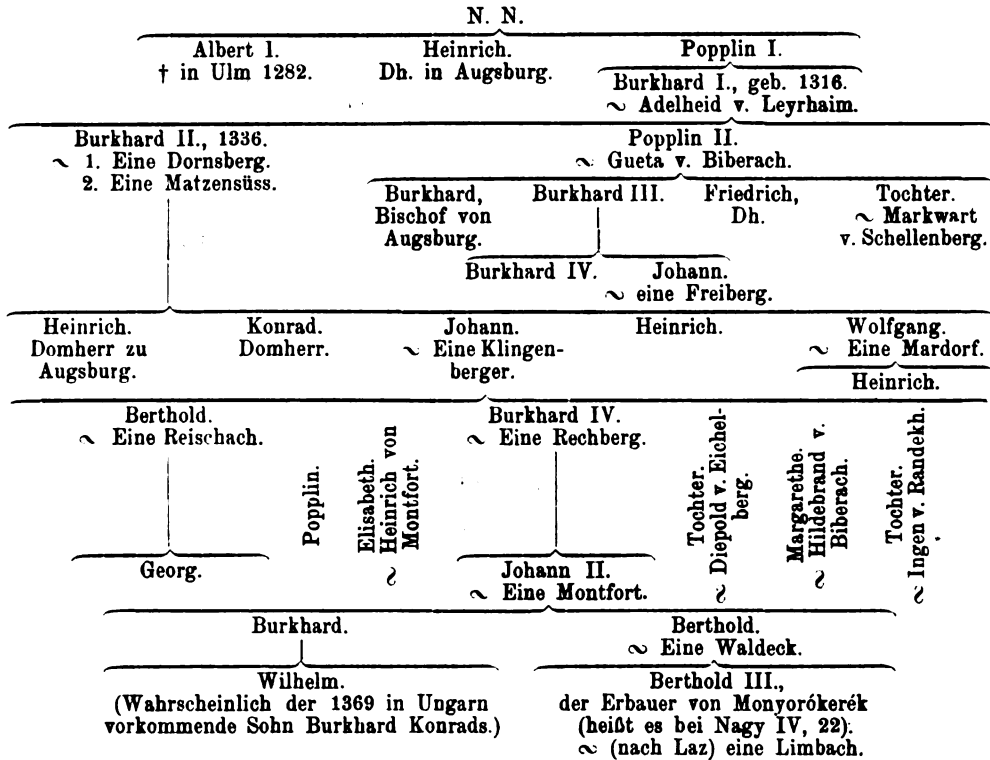 N. N.
Albert 1. Heinrich. Popplin I.
† in Ulm 1282. Dh. in Augsburg.
Burkhard I., geb. 1316.
~ Adelheid v. Leyrhaim.
Burkhard II., 1336. Popplin II.
~ 1. Eine Dornsberg. ~ Gueta v. Biberach.
2. Eine Matzensüss.
Burkhard, Burkhard III. Friedrich, Tochter.
Bischof von Dh. ~ Markwart
Augsburg. v. Schellenberg.
Burkhard IV. Johann.
~ eine Freiberg.
Heinrich. Konrad. Johann. Heinrich. Wolfgang.
Domherr zu Domherr. ~ Eine Klingen- ~ Eine Mardorf.
Augsburg. berger.
Heinrich.
Berthold. Burkhard IV.
~ Eine Reischach. ~ Eine Rechberg.
Popplin.
Elisabeth.
~ Heinrich von
Montfort.
Tochter.
~ Diepold v. Eichel-
berg.
Margarethe.
~ Hildebrand v.
Biberach.
Tochter.
~ Ingen v. Randekh.
Georg. Johann II.
~ Eine Montfort.
Burkhard. Berthold.
~ Eine Waldeck.
Wilhelm. Berthold III.,
(Wahrscheinlich der 1369 in Ungarn der Erbauer von Monyorókerék
vorkommende Sohn Burkhard Konrads.) (heißt es bei Nagy IV, 22).
~ (nach Laz) eine Limbach.